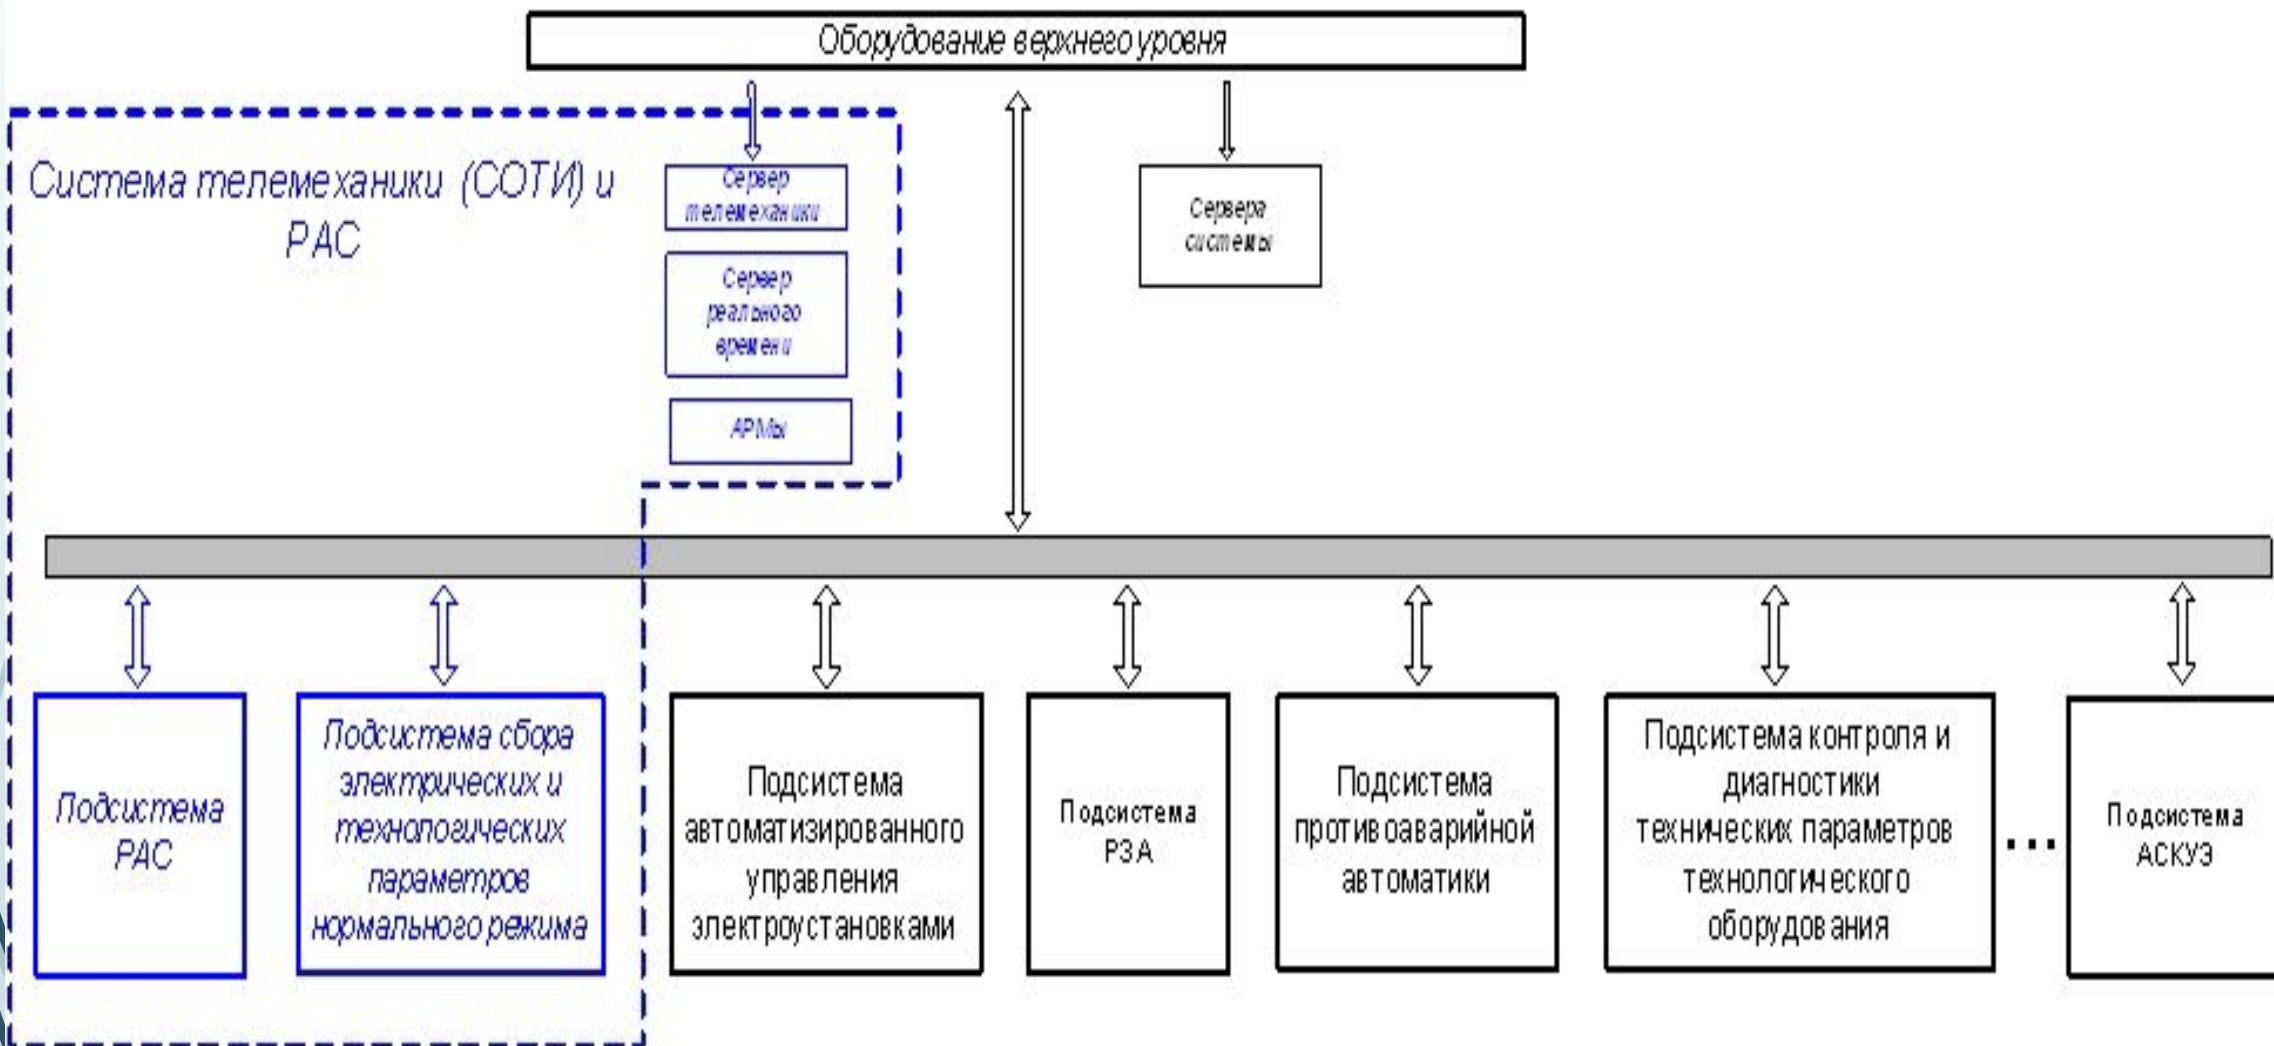 Оборудование верхнего уровня
Система телемеханики (СОТИ) и
РАС
Сервер
телемеханики
Сервер
реального
времени
АРМы
Сервера
системы
Подсистема
РАС
Подсистема сбора
электрических и
технологических
параметров
нормального режима
Подсистема
автоматизированного
управления
электроустановками
Подсистема
РЗА
Подсистема
противоаварийной
автоматики
Подсистема контроля и
диагностики
технических параметров
технологического
оборудования
...
Подсистема
АСКУЭ